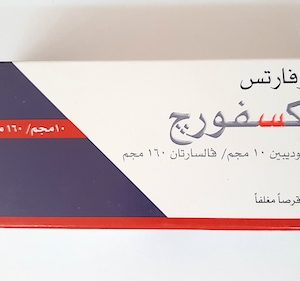 فارتس
كسفورج
وديبين ١٠ مجم/ ڤالسارتان ١٦٠ مجم
١٠ مجم/ ١٦٠ م
قرصاً مغلفاً